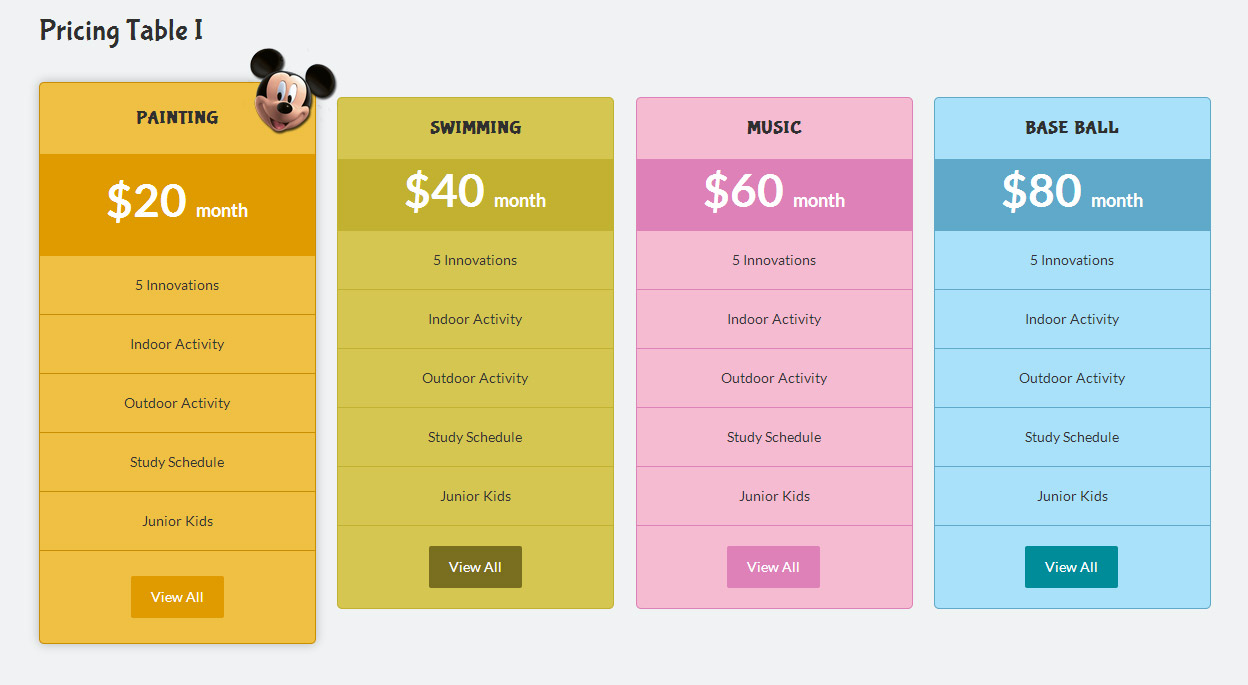 Pricing Table I
PAINTING
$20 month
5 Innovations
Indoor Activity
Outdoor Activity
Study Schedule
Junior Kids
View All
SWIMMING
$40 month
5 Innovations
Indoor Activity
Outdoor Activity
Study Schedule
Junior Kids
View All
MUSIC
$60 month
5 Innovations
Indoor Activity
Outdoor Activity
Study Schedule
Junior Kids
View All
BASE BALL
$80 month
5 Innovations
Indoor Activity
Outdoor Activity
Study Schedule
Junior Kids
View All